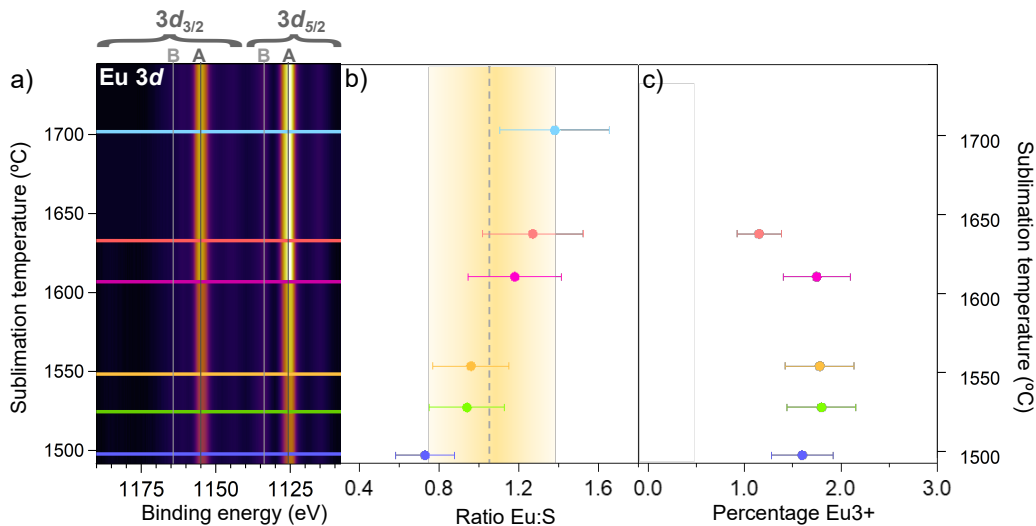 3d3/2 3d5/2
B A B A
a) Eu 3d b) c)
1700
1650
1600
1550
1500
Sublimation temperature (ºC)
1175 1150 1125
Binding energy (eV)
0.4 0.8 1.2 1.6
Ratio Eu:S
0.0 1.0 2.0 3.0
Percentage Eu3+
1700
1650
1600
1550
1500
Sublimation temperature (ºC)